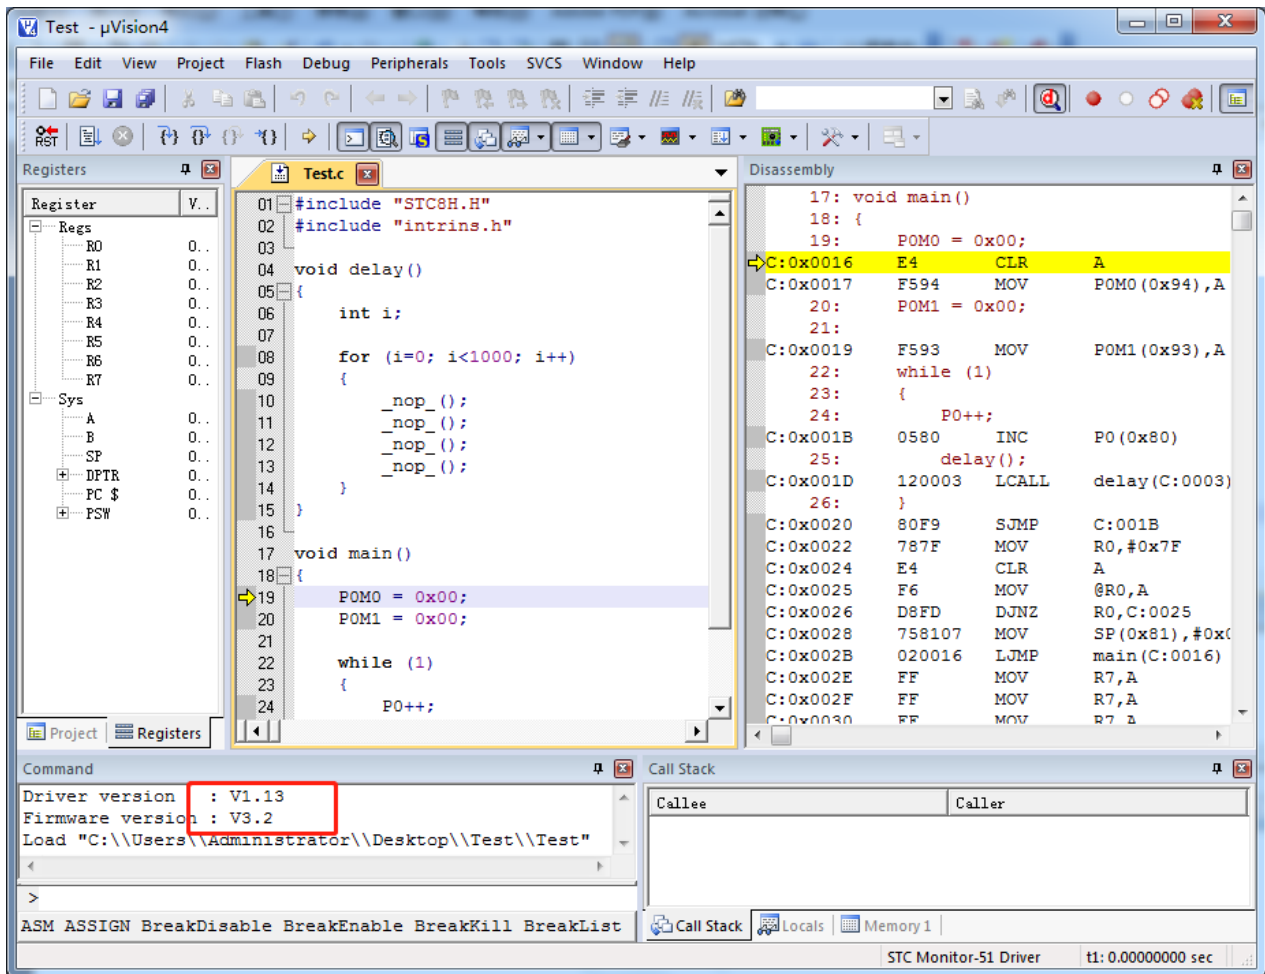 Test - µVision4
File Edit View Project Flash Debug Peripherals Tools SVCS Window Help
RST
Registers
Register V..
Regs
R0 0..
R1 0..
R2 0..
R3 0..
R4 0..
R5 0..
R6 0..
R7 0..
Sys
A 0..
B 0..
SP 0..
DPTR 0..
PC $ 0..
PSW 0..
Project Registers
Test.c
01 #include "STC8H.H"
02 #include "intrins.h"
03
04 void delay()
05 {
06 int i;
07
08 for (i=0; i<1000; i++)
09 {
10 _nop_();
11 _nop_();
12 _nop_();
13 _nop_();
14 }
15 }
16
17 void main()
18 {
19 P0M0 = 0x00;
20 P0M1 = 0x00;
21
22 while (1)
23 {
24 P0++;
Disassembly
17: void main()
18: {
19: P0M0 = 0x00;
C:0x0016 E4 CLR A
C:0x0017 F594 MOV P0M0(0x94),A
20: P0M1 = 0x00;
21:
C:0x0019 F593 MOV P0M1(0x93),A
22: while (1)
23: {
24: P0++;
C:0x001B 0580 INC P0(0x80)
25: delay();
C:0x001D 120003 LCALL delay(C:0003)
26: }
C:0x0020 80F9 SJMP C:001B
C:0x0022 787F MOV R0,#0x7F
C:0x0024 E4 CLR A
C:0x0025 F6 MOV @R0,A
C:0x0026 D8FD DJNZ R0,C:0025
C:0x0028 758107 MOV SP(0x81),#0x0
C:0x002B 020016 LJMP main(C:0016)
C:0x002E FF MOV R7,A
C:0x002F FF MOV R7,A
C:0x0030 FF MOV R7,A
Command
Driver version : V1.13
Firmware version : V3.2
Load "C:\\Users\\Administrator\\Desktop\\Test\\Test"
>
ASM ASSIGN BreakDisable BreakEnable BreakKill BreakList
Call Stack
Callee Caller
Call Stack Locals Memory 1
STC Monitor-51 Driver t1: 0.00000000 sec